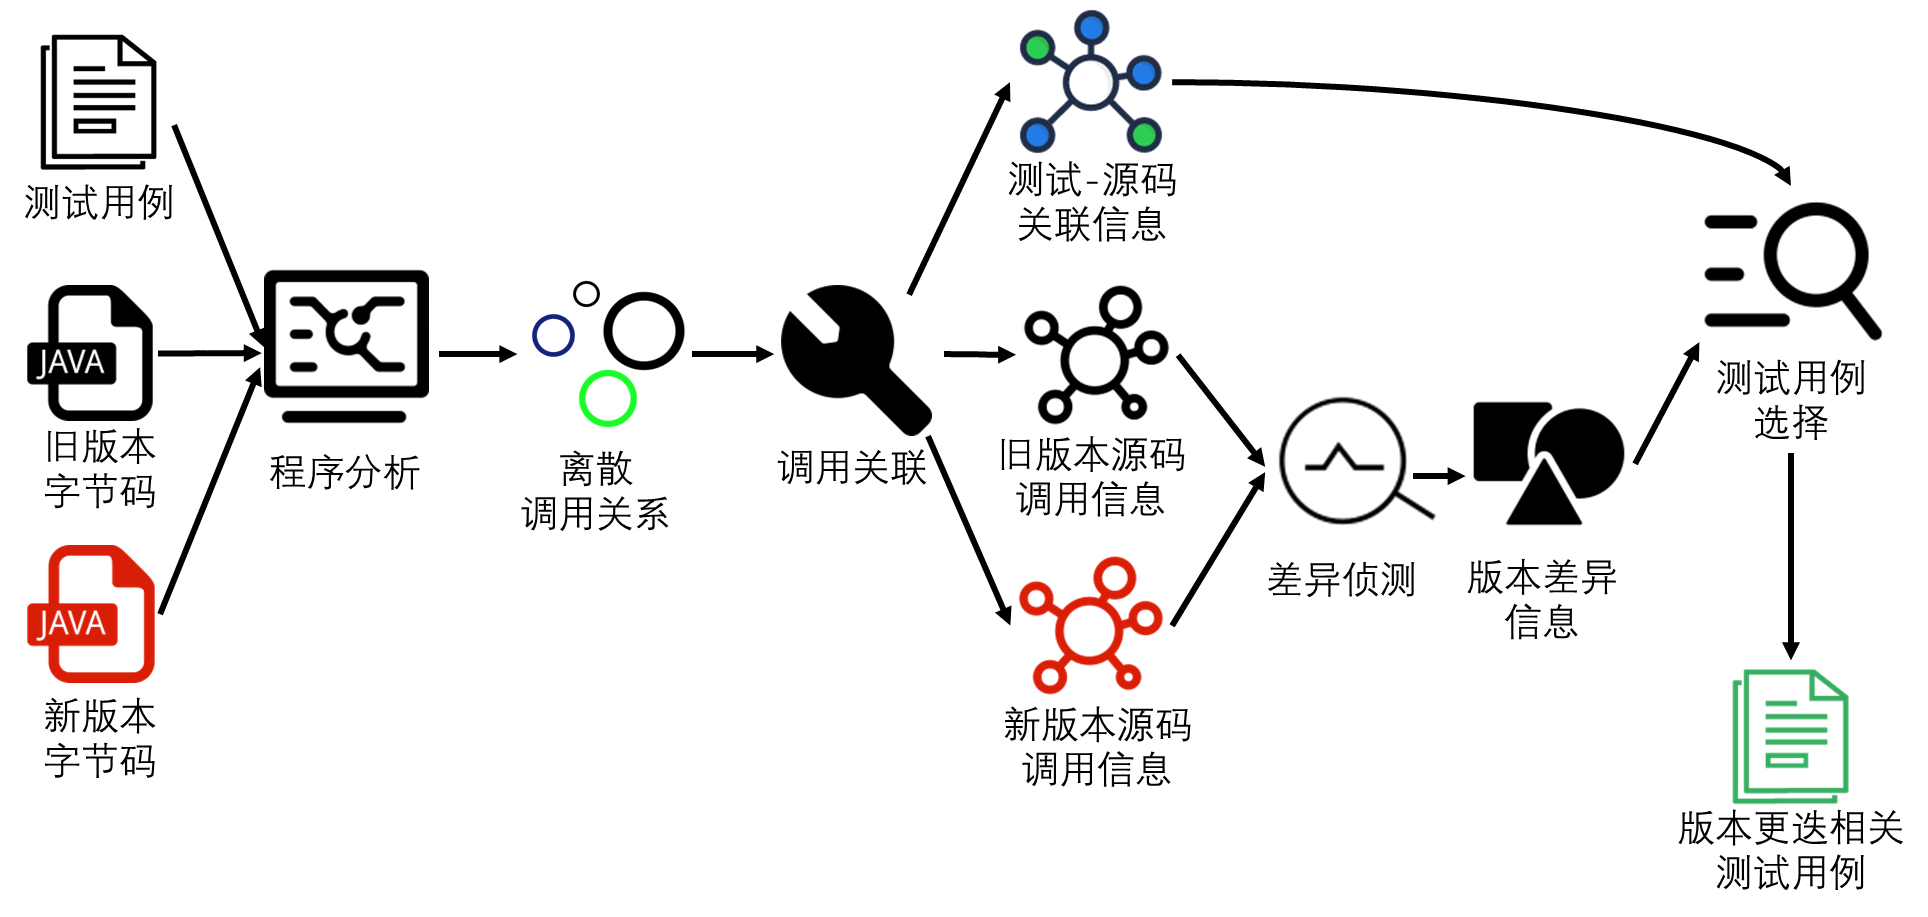 测试用例
JAVA
旧版本
字节码
JAVA
新版本
字节码
程序分析
离散
调用关系
调用关联
测试-源码
关联信息
旧版本源码
调用信息
新版本源码
调用信息
差异侦测
版本差异
信息
测试用例
选择
版本更迭相关
测试用例